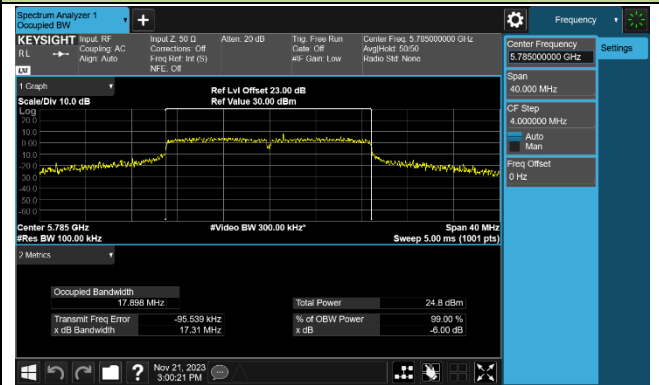 Spectrum Analyzer 1
Occupied BW
Frequency
KEYSIGHT
RL
Input: RF
Coupling: AC
Align: Auto
Input Z: 50 Ω
Corrections: Off
Freq Ref: Int (S)
NFE: Off
Atten: 20 dB
Trig: Free Run
Gate: Off
#IF Gain: Low
Center Freq: 5.785000000 GHz
Avg|Hold: 50/50
Radio Std: None
LXI
1 Graph
Scale/Div 10.0 dB
Ref Lvl Offset 23.00 dB
Ref Value 30.00 dBm
Log
20.0
10.0
0.00
-10.0
-20.0
-30.0
-40.0
-50.0
-60.0
Center 5.785 GHz
#Res BW 100.00 kHz
#Video BW 300.00 kHz*
Span 40 MHz
Sweep 5.00 ms (1001 pts)
2 Metrics
Occupied Bandwidth
17.898 MHz
Total Power 24.8 dBm
Transmit Freq Error -95.539 kHz
% of OBW Power 99.00 %
x dB Bandwidth 17.31 MHz
x dB -6.00 dB
Nov 21, 2023
3:00:21 PM
Center Frequency
5.785000000 GHz
Settings
Span
40.000 MHz
CF Step
4.000000 MHz
Auto
Man
Freq Offset
0 Hz